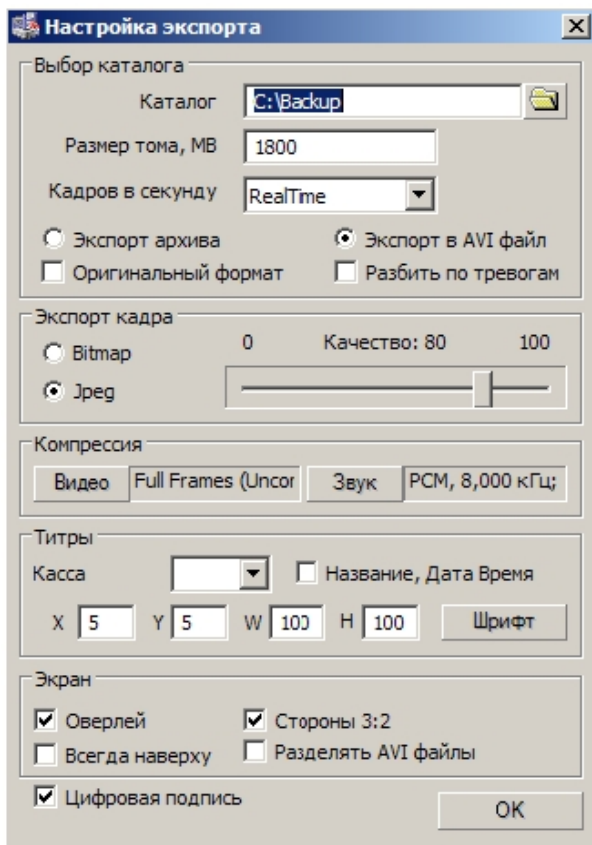 Настройка экспорта
Выбор каталога
Каталог C:\Backup
Размер тома, МВ 1800
Кадров в секунду RealTime
Экспорт архива Экспорт в AVI файл
Оригинальный формат Разбить по тревогам
Экспорт кадра
Bitmap 0 Качество: 80 100
Jpeg
Компрессия
Видео Full Frames (Uncor Звук PCM, 8,000 кГц;
Титры
Касса Название, Дата Время
X 5 Y 5 W 100 H 100 Шрифт
Экран
Оверлей Стороны 3:2
Всегда наверху Разделять AVI файлы
Цифровая подпись OK